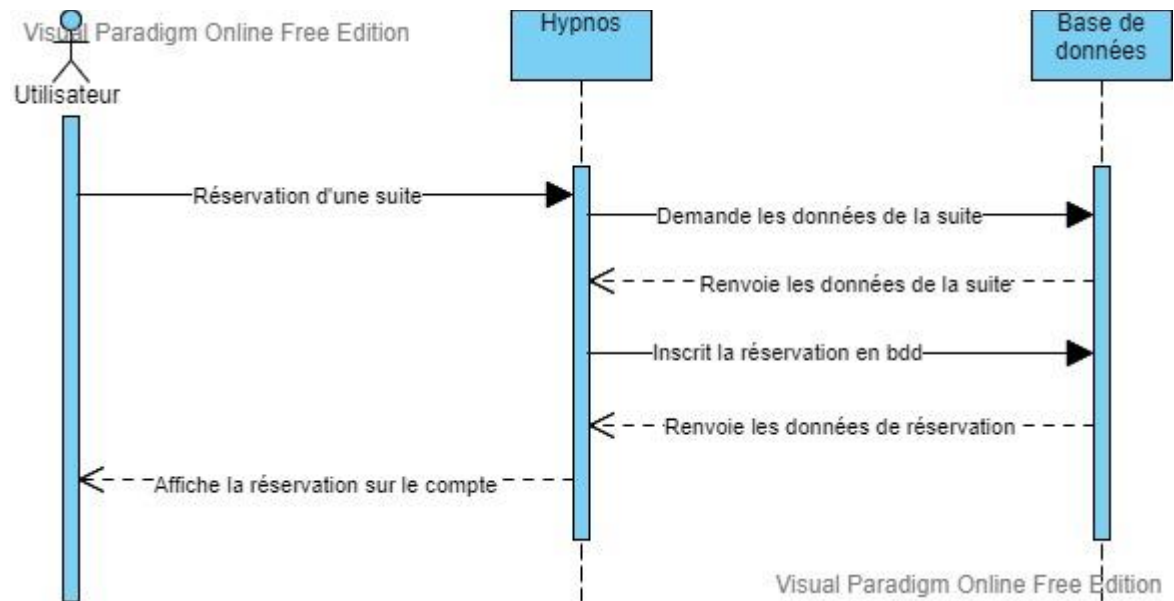 Visual Paradigm Online Free Edition
Utilisateur
Hypnos
Base de
données
Réservation d'une suite
Demande les données de la suite
Renvoie les données de la suite
Inscrit la réservation en bdd
Renvoie les données de réservation
Affiche la réservation sur le compte
Visual Paradigm Online Free Edition